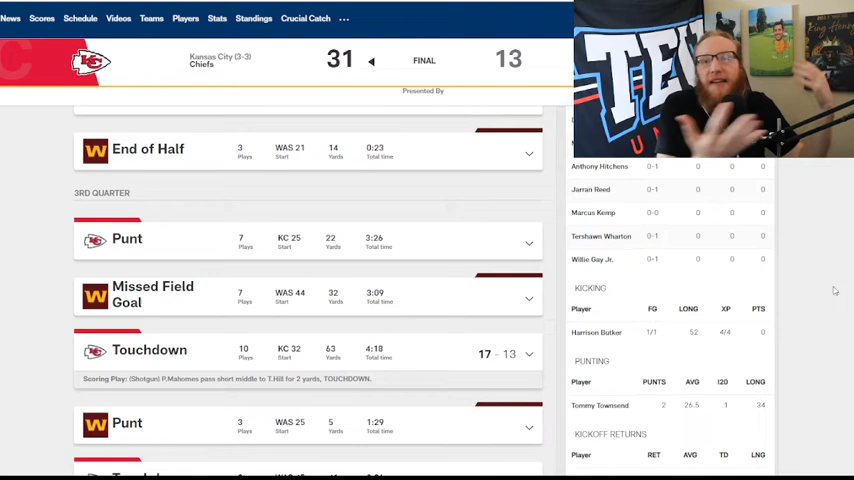 News Scores Schedule Videos Teams Players Stats Standings Crucial Catch ...
Kansas City (3-3)
Chiefs
31
FINAL
13
Presented By
End of Half 3 WAS 21 14 0:23
Plays Start Yards Total time
3RD QUARTER
Punt 7 KC 25 22 3:26
Plays Start Yards Total time
Missed Field
Goal
7 WAS 44 32 3:09
Plays Start Yards Total time
Touchdown 10 KC 32 63 4:18 17 - 13
Plays Start Yards Total time
Scoring Play: (Shotgun) P.Mahomes pass short middle to T.Hill for 2 yards, TOUCHDOWN.
Punt 3 WAS 25 5 1:29
Plays Start Yards Total time
Anthony Hitchens 0-1 0 0 0
Jarran Reed 0-1 0 0 0
Marcus Kemp 0-0 0 0 0
Tershawn Wharton 0-1 0 0 0
Willie Gay Jr. 0-1 0 0 0
KICKING
Player FG LONG XP PTS
Harrison Butker 1/1 52 4/4 0
PUNTING
Player PUNTS AVG I20 LONG
Tommy Townsend 2 26.5 1 34
KICKOFF RETURNS
Player RET AVG TD LNG